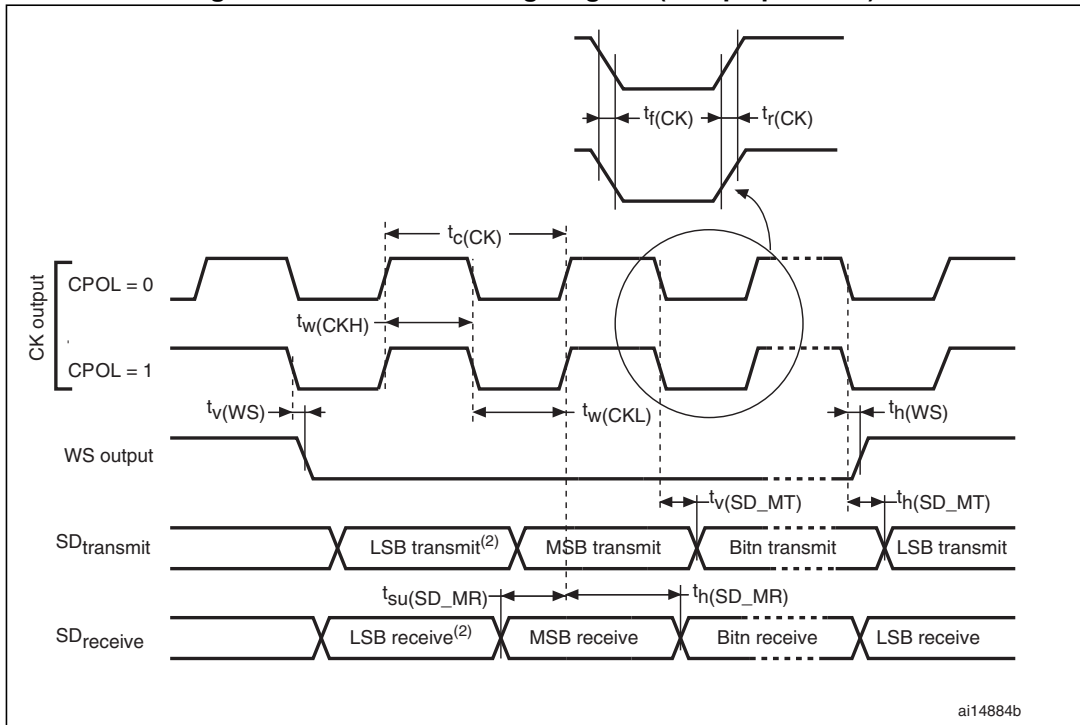 tf(CK)
tr(CK)
tc(CK)
CK output
CPOL = 0
tw(CKH)
CPOL = 1
tv(WS)
tw(CKL)
th(WS)
WS output
tv(SD_MT)
th(SD_MT)
SDtransmit
LSB transmit(2)
MSB transmit
Bitn transmit
LSB transmit
tsu(SD_MR)
th(SD_MR)
SDreceive
LSB receive(2)
MSB receive
Bitn receive
LSB receive
ai14884b